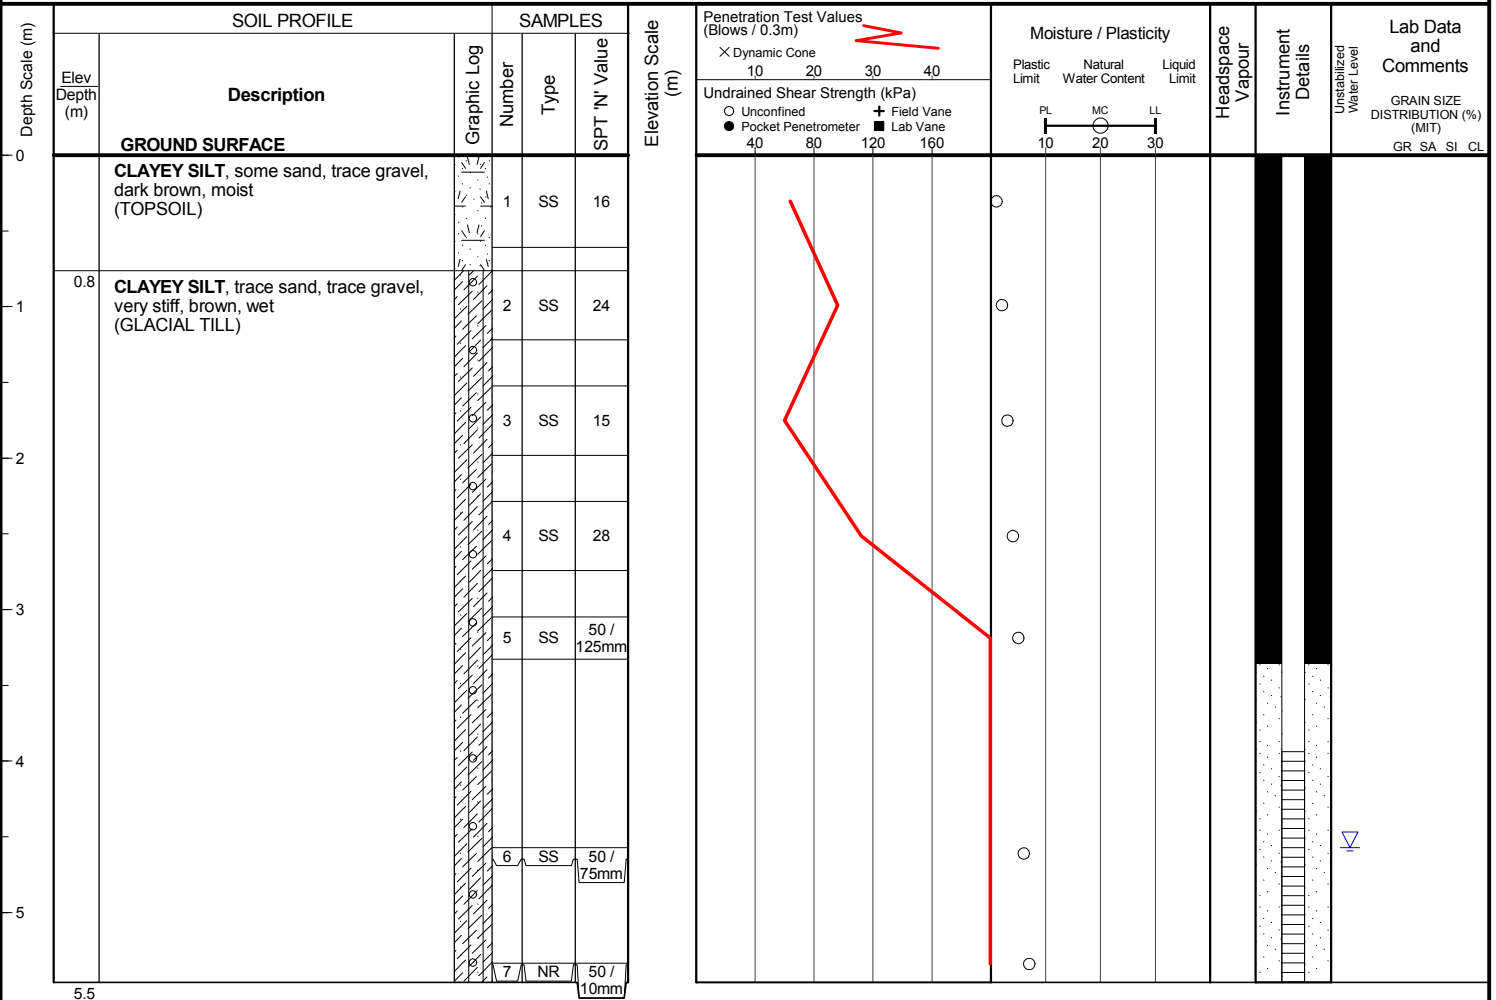 SOIL PROFILE
SAMPLES
Depth Scale (m)
Elev
Depth
(m)
Description
GROUND SURFACE
Graphic Log
Number
Type
SPT 'N' Value
Elevation Scale
(m)
Penetration Test Values
(Blows / 0.3m)
× Dynamic Cone
10 20 30 40
Undrained Shear Strength (kPa)
Unconfined
+ Field Vane
Pocket Penetrometer
Lab Vane
40 80 120 160
Moisture / Plasticity
Plastic
Limit
Natural
Water Content
Liquid
Limit
PL MC LL
10 20 30
Headspace
Vapour
Instrument
Details
Unstabilized
Water Level
Lab Data
and
Comments
GRAIN SIZE
DISTRIBUTION (%)
(MIT)
GR SA SI CL
0
CLAYEY SILT, some sand, trace gravel,
dark brown, moist
(TOPSOIL)
1 SS 16
0.8
CLAYEY SILT, trace sand, trace gravel,
very stiff, brown, wet
(GLACIAL TILL)
1
2 SS 24
3 SS 15
2
4 SS 28
3
5 SS 50 /
125mm
4
6 SS 50 /
75mm
5
7 NR 50 /
10mm
5.5